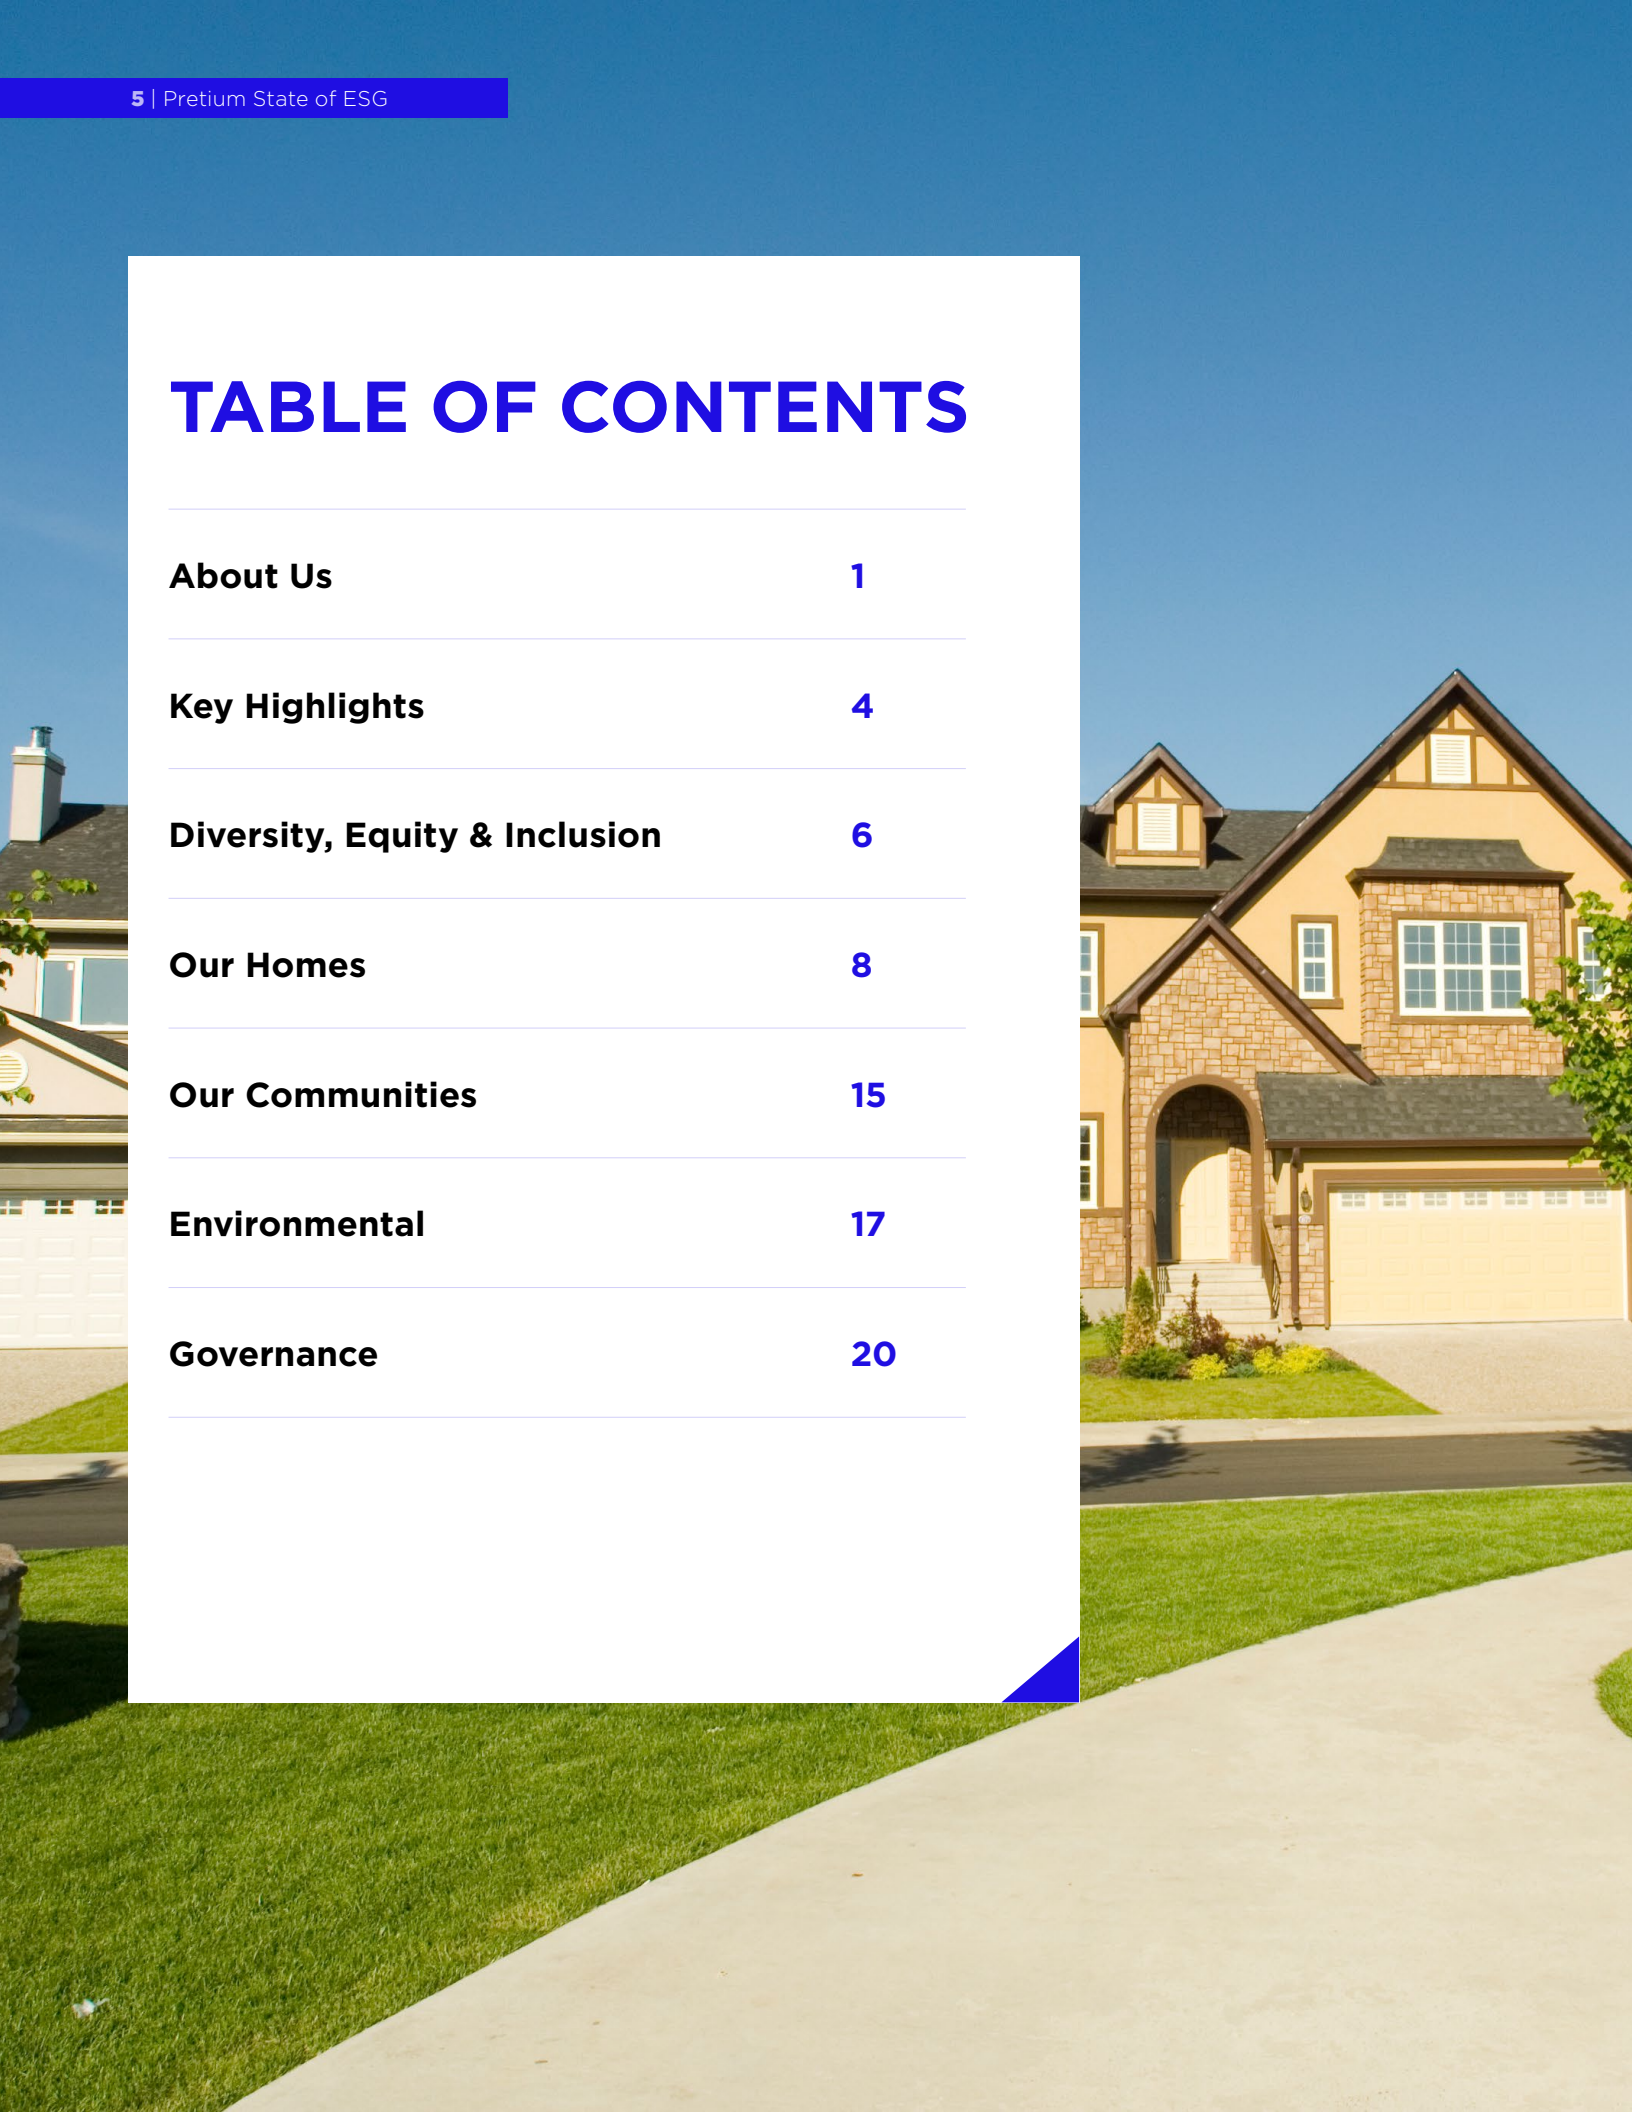 5 | Pretium State of ESG
TABLE OF CONTENTS
About Us 1
Key Highlights 4
Diversity, Equity & Inclusion 6
Our Homes 8
Our Communities 15
Environmental 17
Governance 20